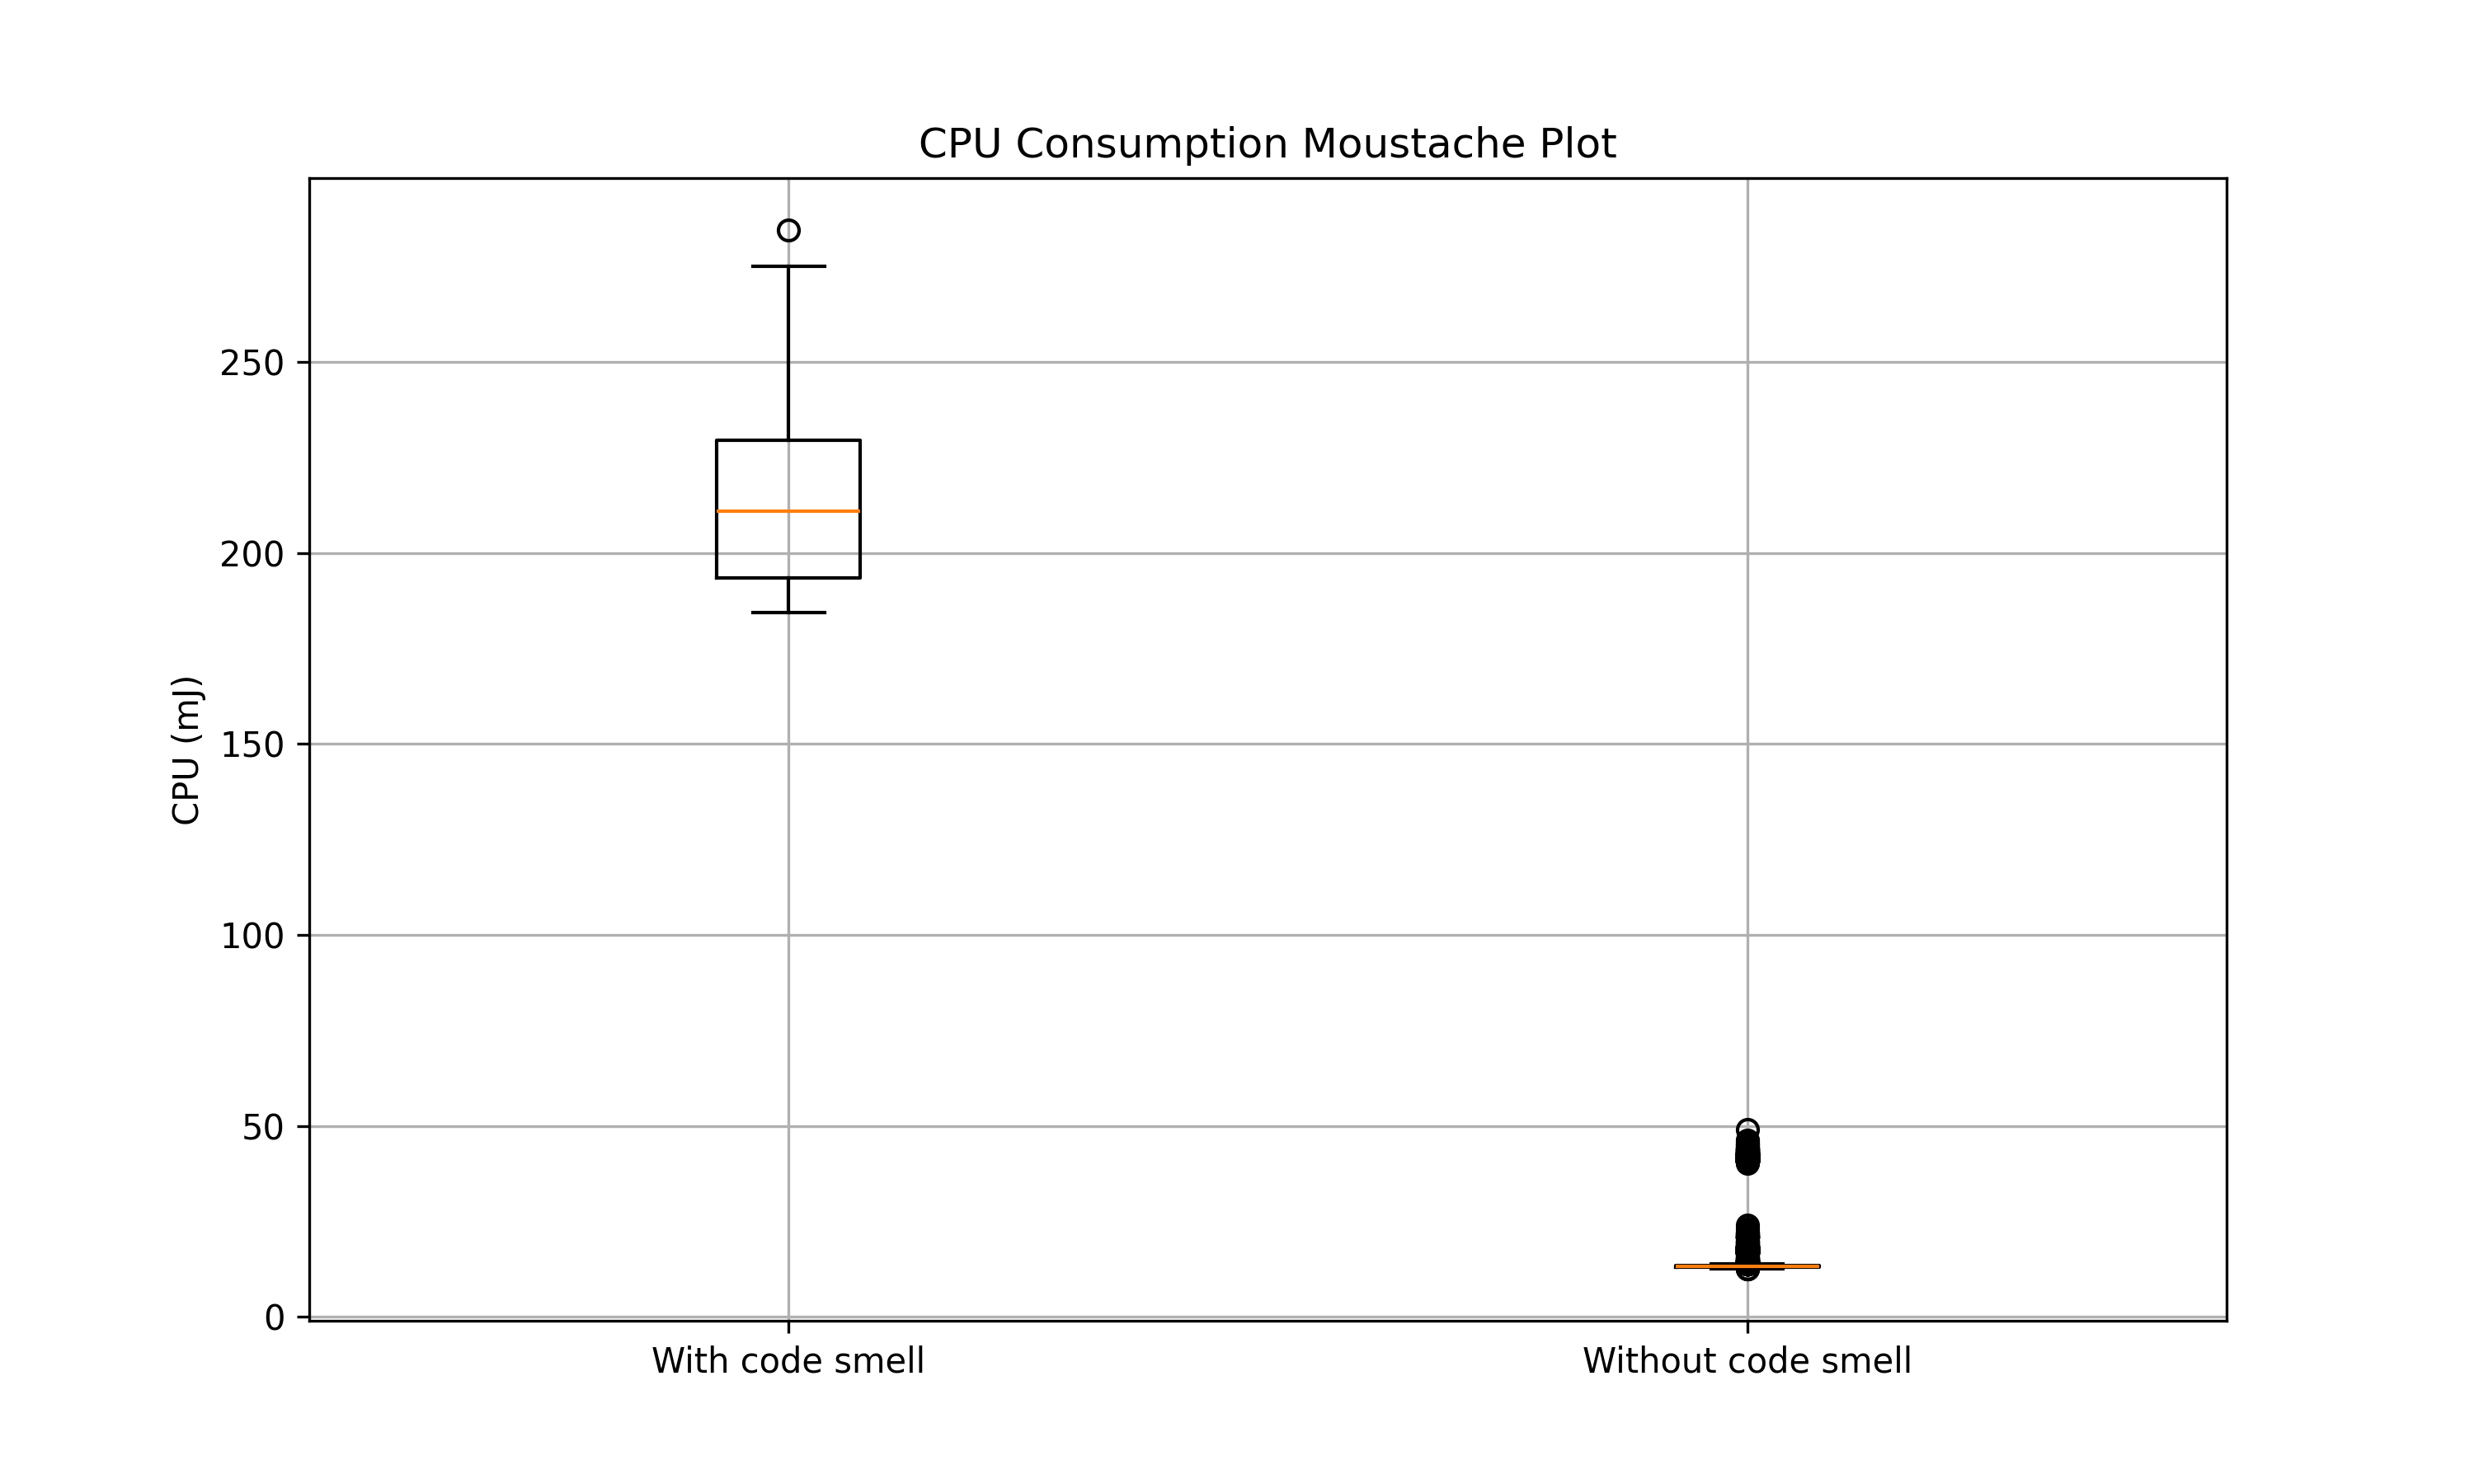 CPU Consumption Moustache Plot
CPU (mJ)
250
200
150
100
50
0
With code smell
Without code smell